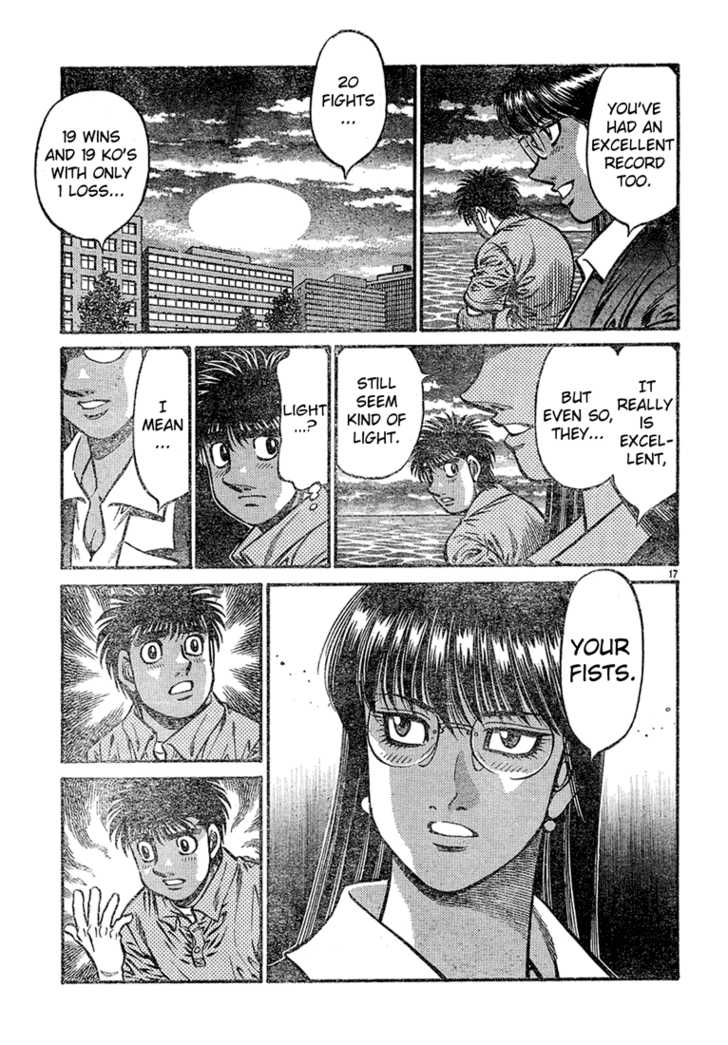 YOU'VE
HAD AN
EXCELLENT
RECORD
TOO.
20
FIGHTS
...
19 WINS
AND 19 KO'S
WITH ONLY
1 LOSS...
IT
REALLY
IS
EXCEL-
LENT,
BUT
EVEN SO,
THEY...
STILL
SEEM
KIND OF
LIGHT.
LIGHT
...?
I
MEAN
...
17
YOUR
FISTS.